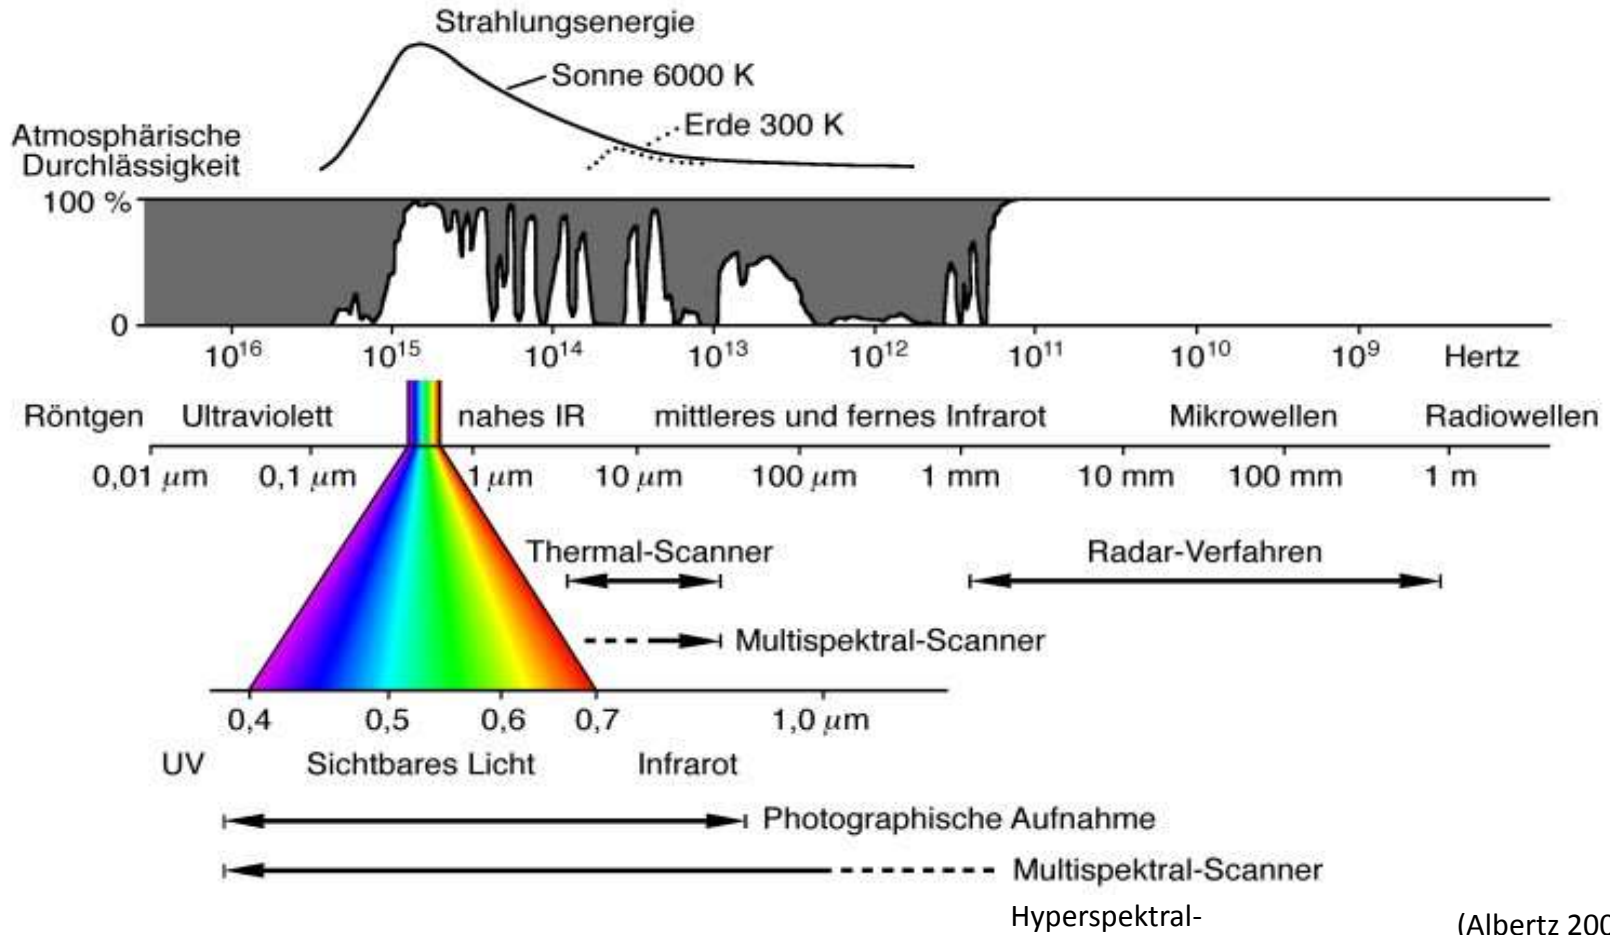 Strahlungsenergie
Sonne 6000 K
Erde 300 K
Atmosphärische
Durchlässigkeit
100 %
0
10¹⁶ 10¹⁵ 10¹⁴ 10¹³ 10¹² 10¹¹ 10¹⁰ 10⁹ Hertz
Röntgen Ultraviolett nahes IR mittleres und fernes Infrarot Mikrowellen Radiowellen
0,01 µm 0,1 µm 1 µm 10 µm 100 µm 1 mm 10 mm 100 mm 1 m
Thermal-Scanner Radar-Verfahren
Multispektral-Scanner
0,4 0,5 0,6 0,7 1,0 µm
UV Sichtbares Licht Infrarot
Photographische Aufnahme
Multispektral-Scanner
Hyperspektral-
(Albertz 200